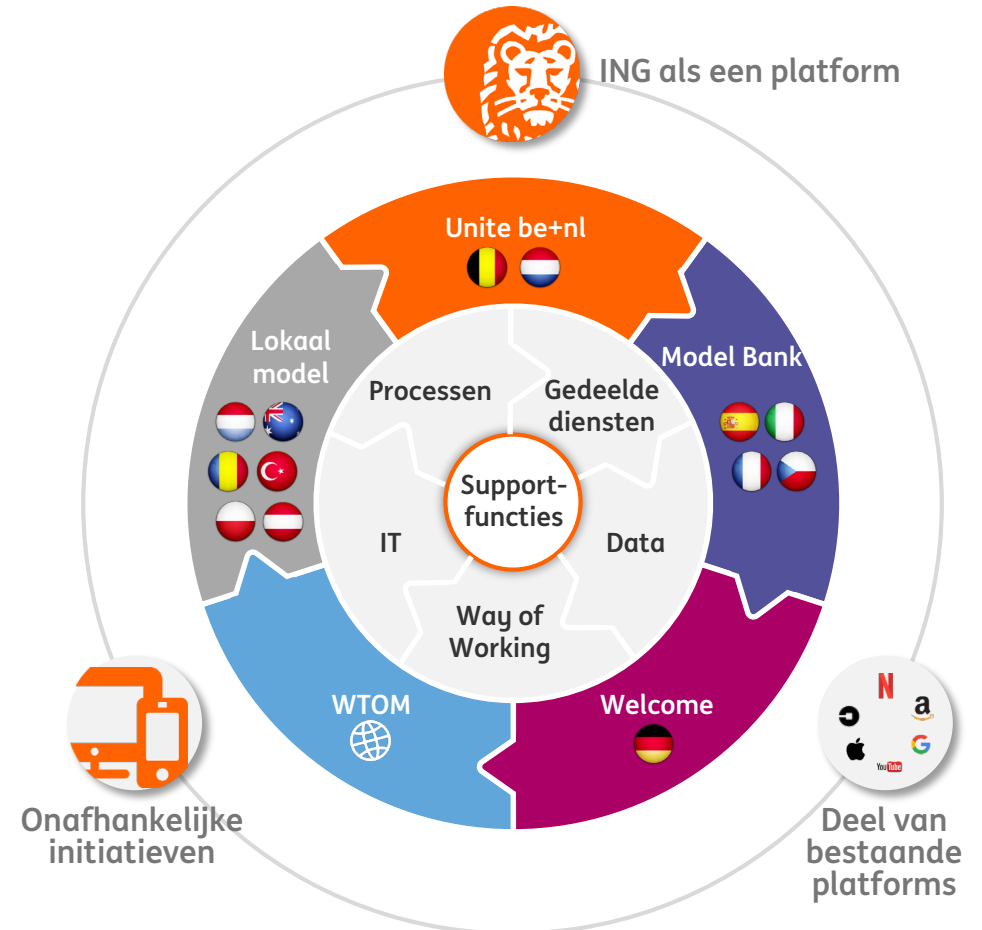 ING als een platform
Unite be+nl
Lokaal
model
Model Bank
Processen
Gedeelde
diensten
Support-
functies
IT
Data
Way of
Working
WTOM
Welcome
N
a
G
YouTube
Onafhankelijke
initiatieven
Deel van
bestaande
platforms